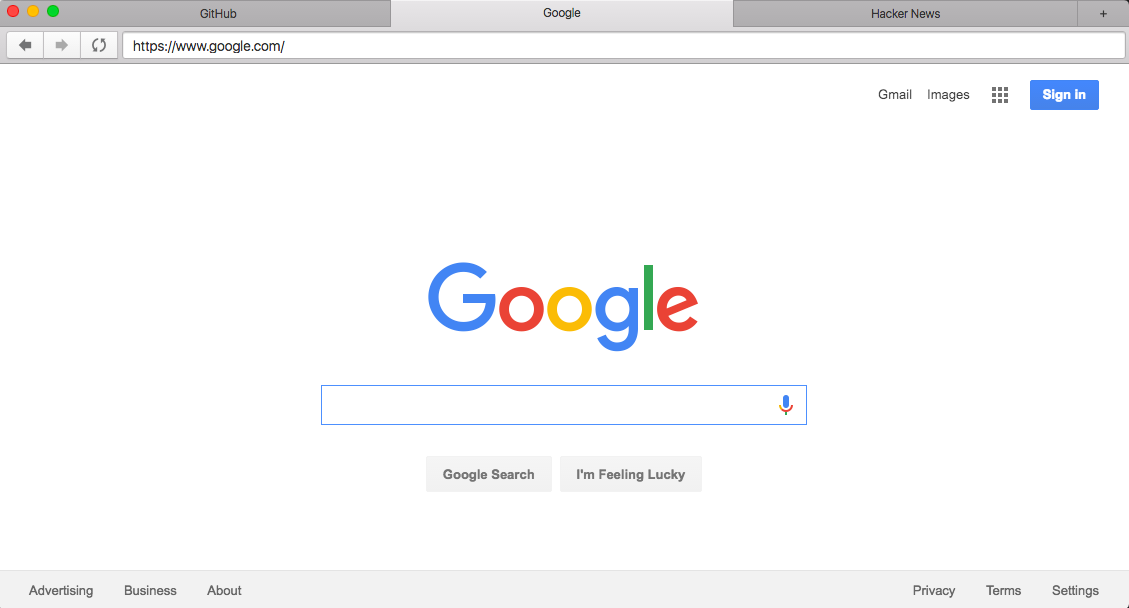 GitHub
Google
Hacker News
+
https://www.google.com/
Gmail Images Sign in
Google
Google Search I'm Feeling Lucky
Advertising Business About Privacy Terms Settings